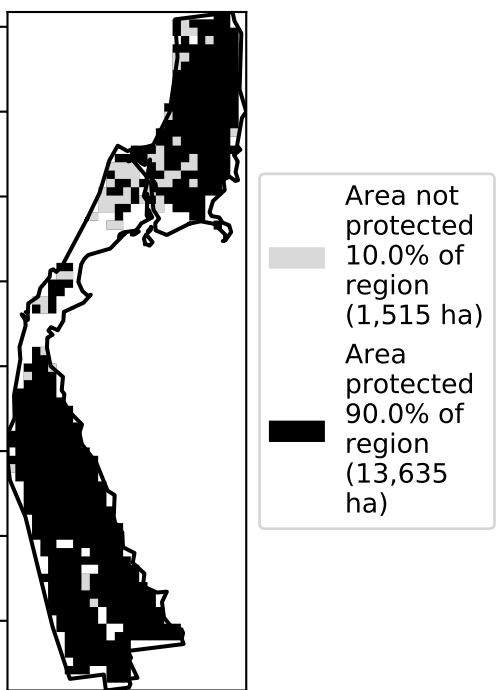 Area not
protected
10.0% of
region
(1,515 ha)
Area
protected
90.0% of
region
(13,635
ha)